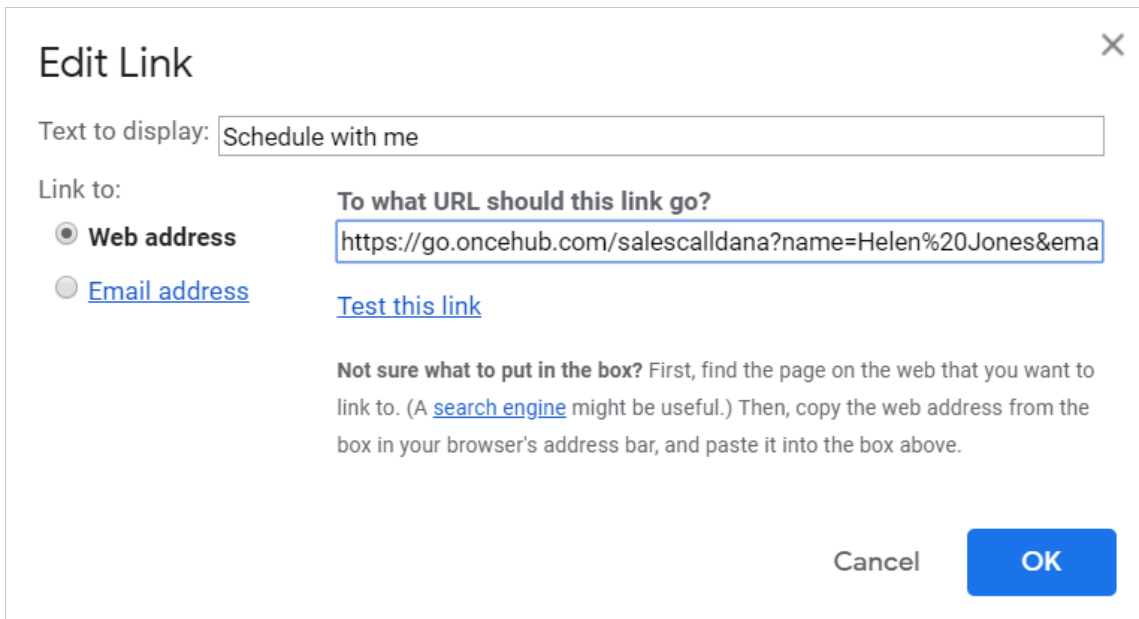 Edit Link
Text to display: Schedule with me
Link to:
To what URL should this link go?
Web address
https://go.oncehub.com/salescalldana?name=Helen%20Jones&ema
Email address
Test this link
Not sure what to put in the box? First, find the page on the web that you want to
link to. (A search engine might be useful.) Then, copy the web address from the
box in your browser's address bar, and paste it into the box above.
Cancel
OK